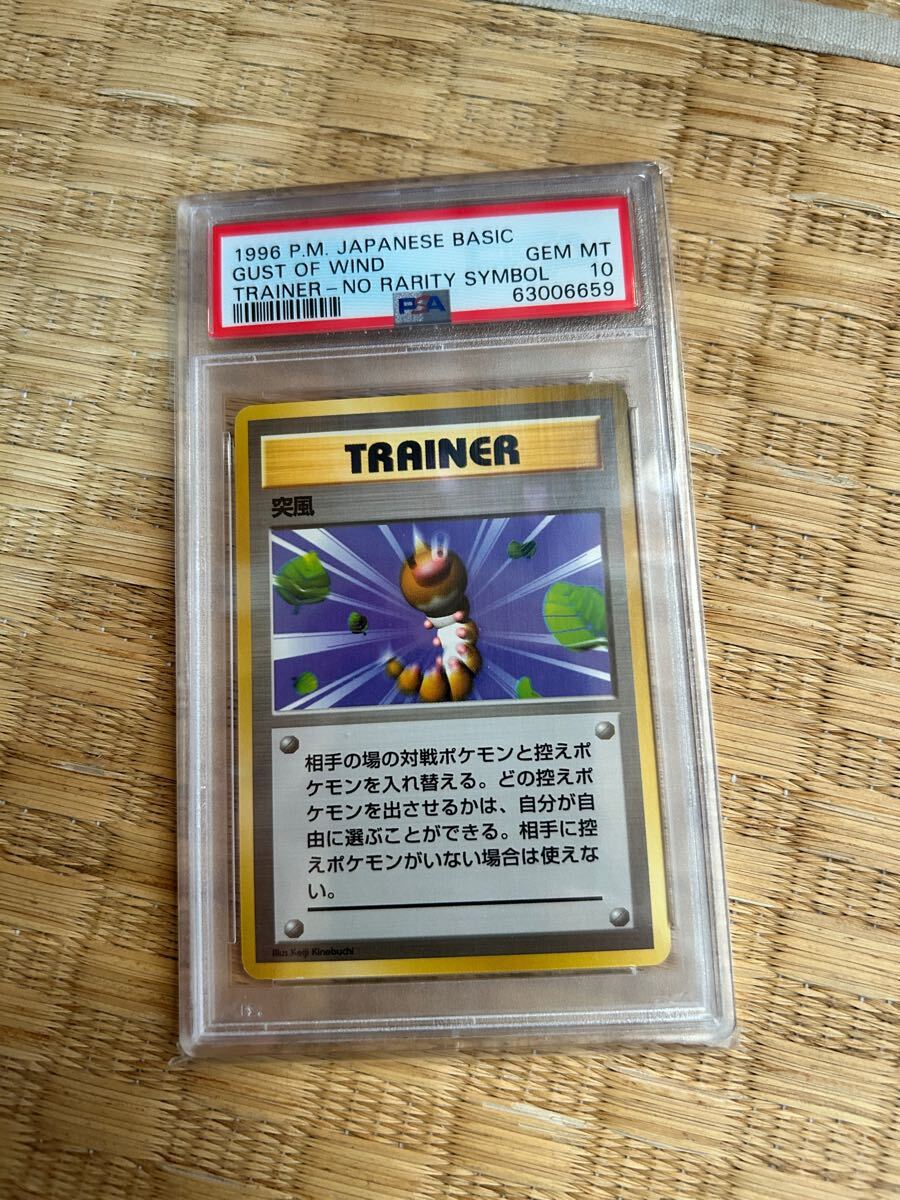 1996 P.M. JAPANESE BASIC
GUST OF WIND
GEM MT
TRAINER – NO RARITY SYMBOL
10
63006659
PSA
TRAINER
突風
相手の場の対戦ポケモンと控えポ
ケモンを入れ替える。どの控えポ
ケモンを出させるかは、自分が自
由に選ぶことができる。相手に控
えポケモンがいない場合は使えな
い。
Illus. Keiji Kinebuchi